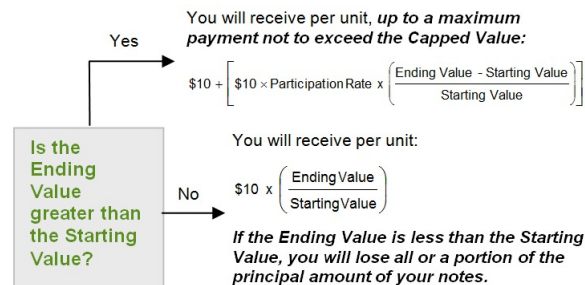 You will receive per unit, up to a maximum
payment not to exceed the Capped Value:
Yes
$10 + [ $10 × Participation Rate x ( Ending Value - Starting Value / Starting Value ) ]
Is the
Ending
Value
greater than
the Starting
Value?
You will receive per unit:
No
$10 x ( Ending Value / Starting Value )
If the Ending Value is less than the Starting
Value, you will lose all or a portion of the
principal amount of your notes.